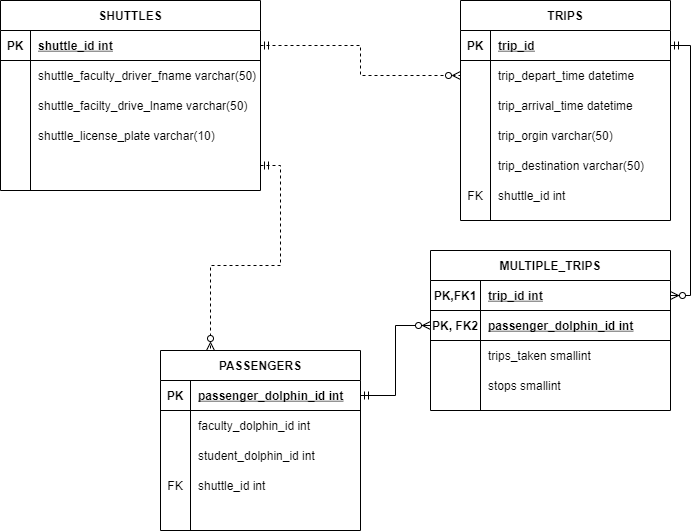 SHUTTLES
PK shuttle_id int
shuttle_faculty_driver_fname varchar(50)
shuttle_facilty_drive_lname varchar(50)
shuttle_license_plate varchar(10)
TRIPS
PK trip_id
trip_depart_time datetime
trip_arrival_time datetime
trip_orgin varchar(50)
trip_destination varchar(50)
FK shuttle_id int
MULTIPLE_TRIPS
PK,FK1 trip_id int
PK, FK2 passenger_dolphin_id int
trips_taken smallint
stops smallint
PASSENGERS
PK passenger_dolphin_id int
faculty_dolphin_id int
student_dolphin_id int
FK shuttle_id int